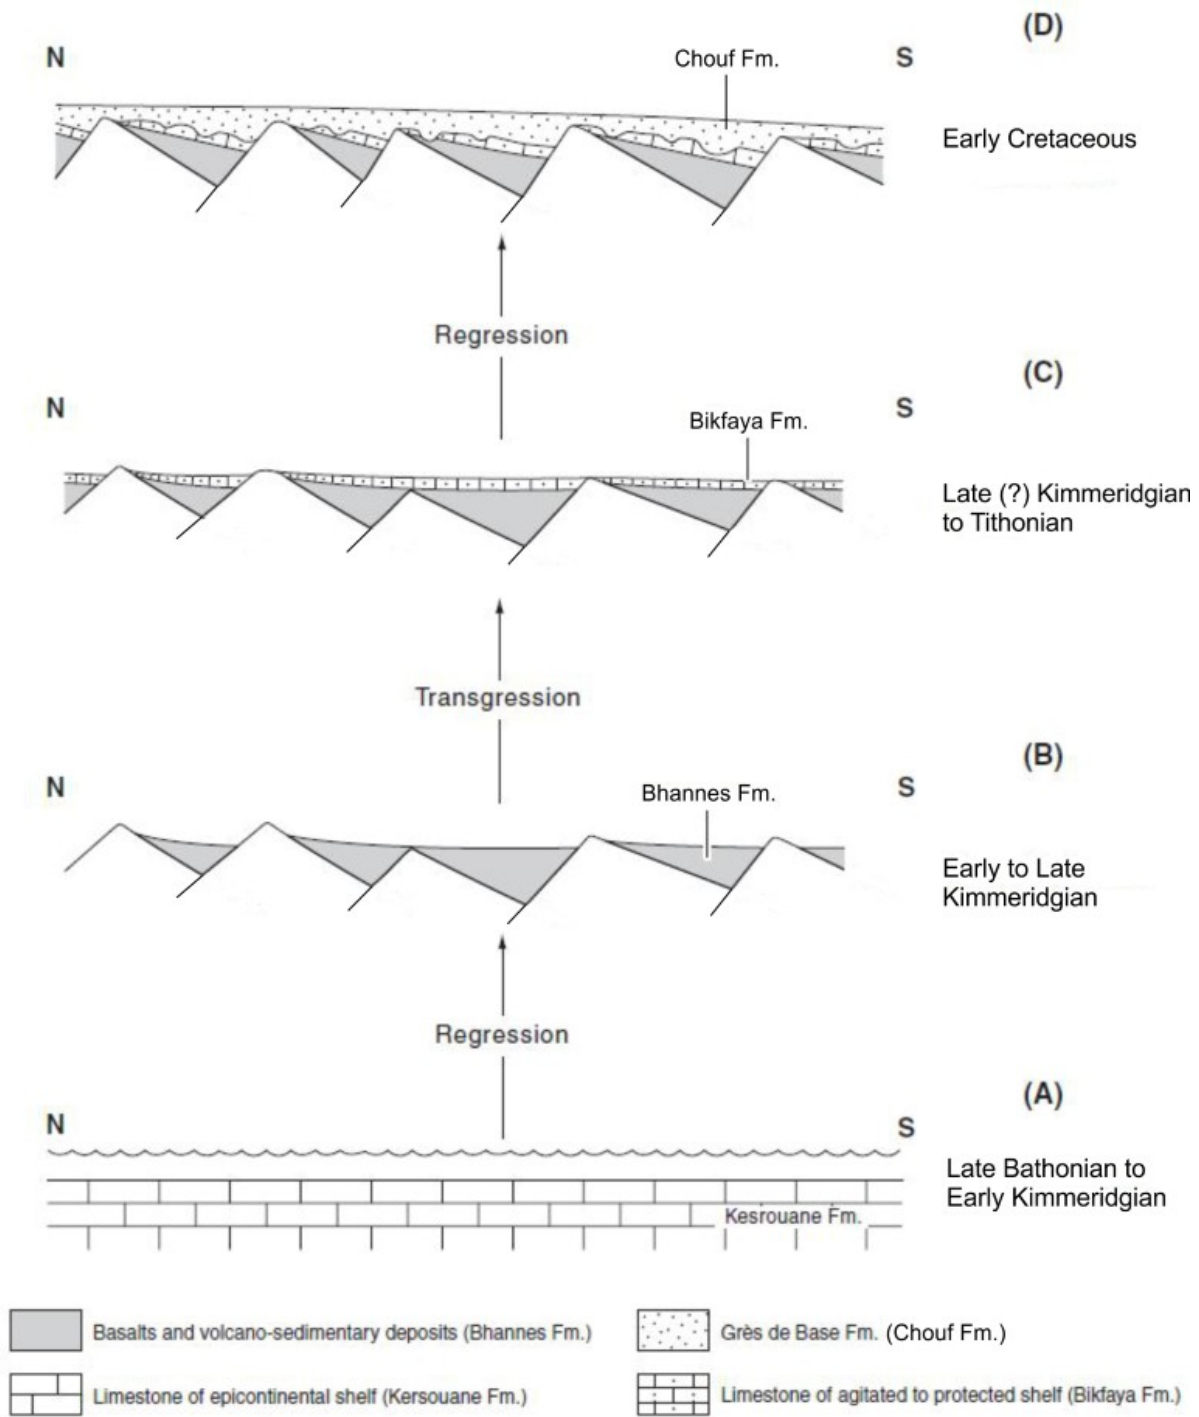 (D)
N
Chouf Fm.
S
Early Cretaceous
Regression
(C)
N
S
Bikfaya Fm.
Late (?) Kimmeridgian
to Tithonian
Transgression
(B)
N
S
Bhannes Fm.
Early to Late
Kimmeridgian
Regression
(A)
N
S
Late Bathonian to
Early Kimmeridgian
Kesrouane Fm.
Basalts and volcano-sedimentary deposits (Bhannes Fm.)
Grès de Base Fm. (Chouf Fm.)
Limestone of epicontinental shelf (Kersouane Fm.)
Limestone of agitated to protected shelf (Bikfaya Fm.)